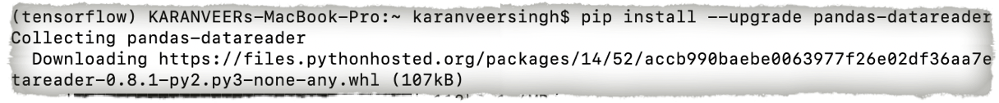 (tensorflow) KARANVEERs-MacBook-Pro:~ karanveersingh$ pip install --upgrade pandas-datareader
Collecting pandas-datareader
  Downloading https://files.pythonhosted.org/packages/14/52/accb990baebe0063977f26e02df36aa7e
tareader-0.8.1-py2.py3-none-any.whl (107kB)